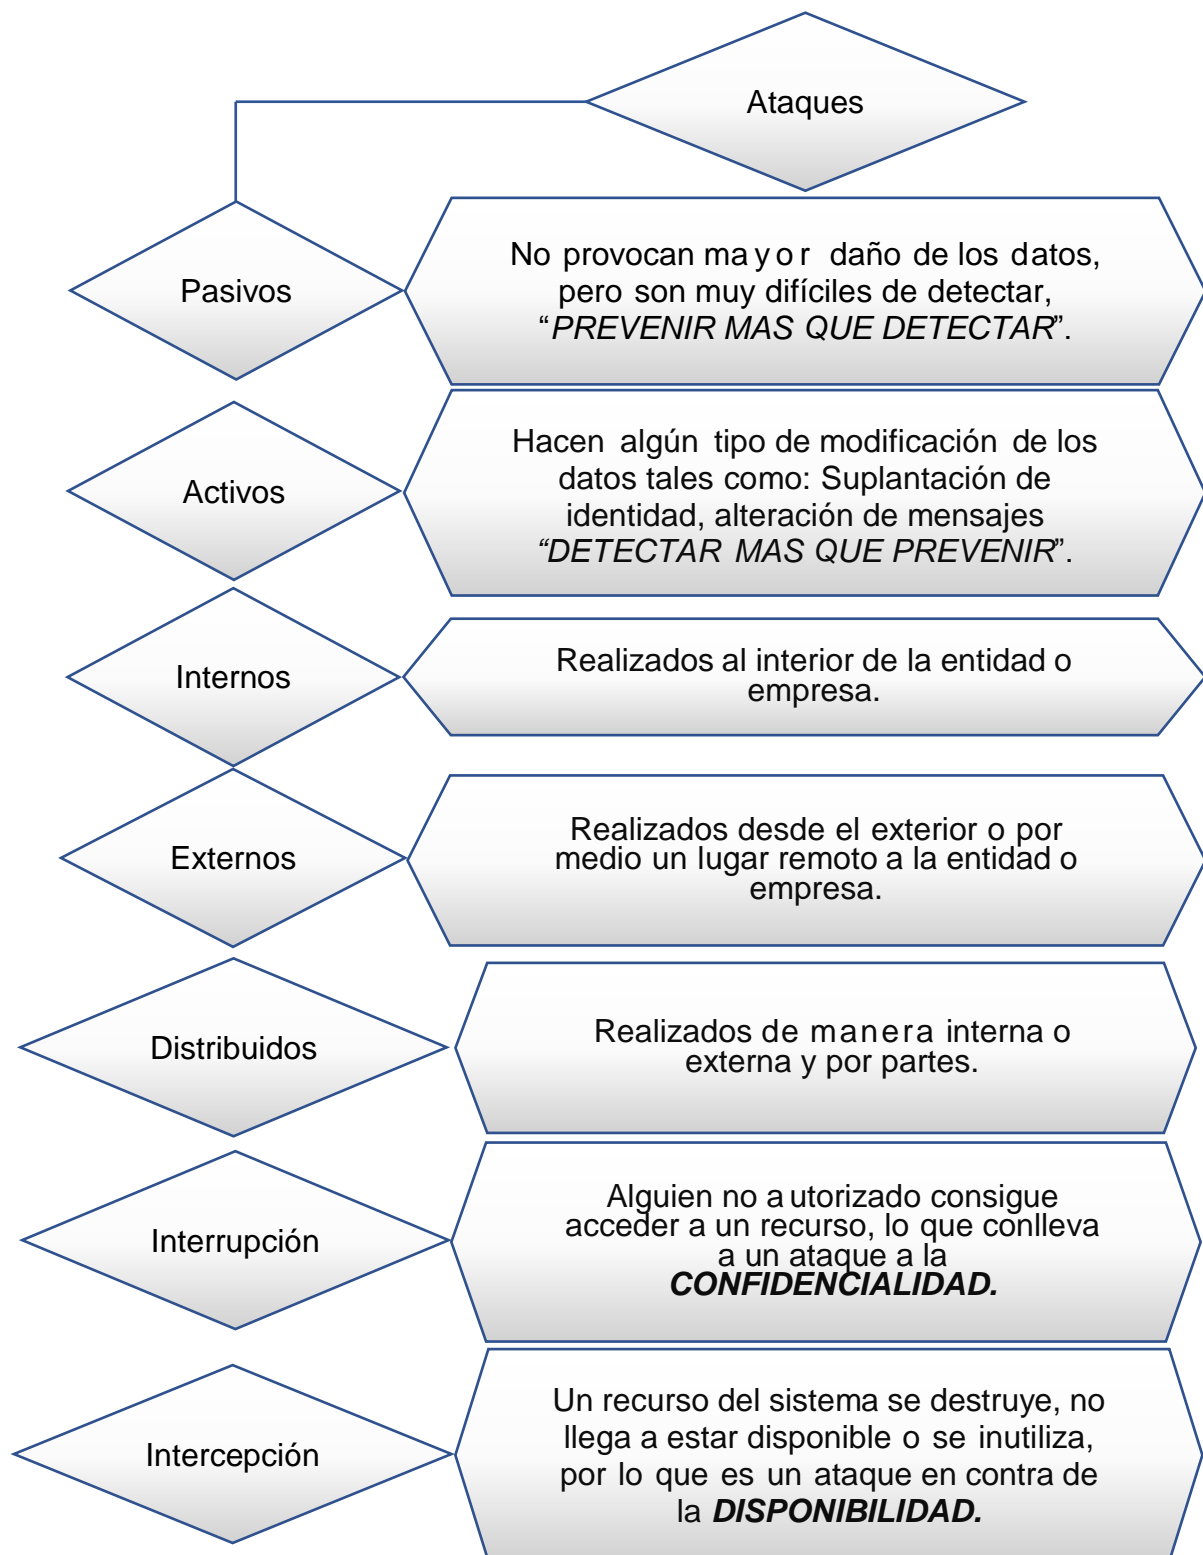 Ataques
Pasivos
No provocan mayor daño de los datos,
pero son muy difíciles de detectar,
“PREVENIR MAS QUE DETECTAR”.
Activos
Hacen algún tipo de modificación de los
datos tales como: Suplantación de
identidad, alteración de mensajes
“DETECTAR MAS QUE PREVENIR”.
Internos
Realizados al interior de la entidad o
empresa.
Externos
Realizados desde el exterior o por
medio un lugar remoto a la entidad o
empresa.
Distribuidos
Realizados de manera interna o
externa y por partes.
Interrupción
Alguien no autorizado consigue
acceder a un recurso, lo que conlleva
a un ataque a la
CONFIDENCIALIDAD.
Intercepción
Un recurso del sistema se destruye, no
llega a estar disponible o se inutiliza,
por lo que es un ataque en contra de
la DISPONIBILIDAD.